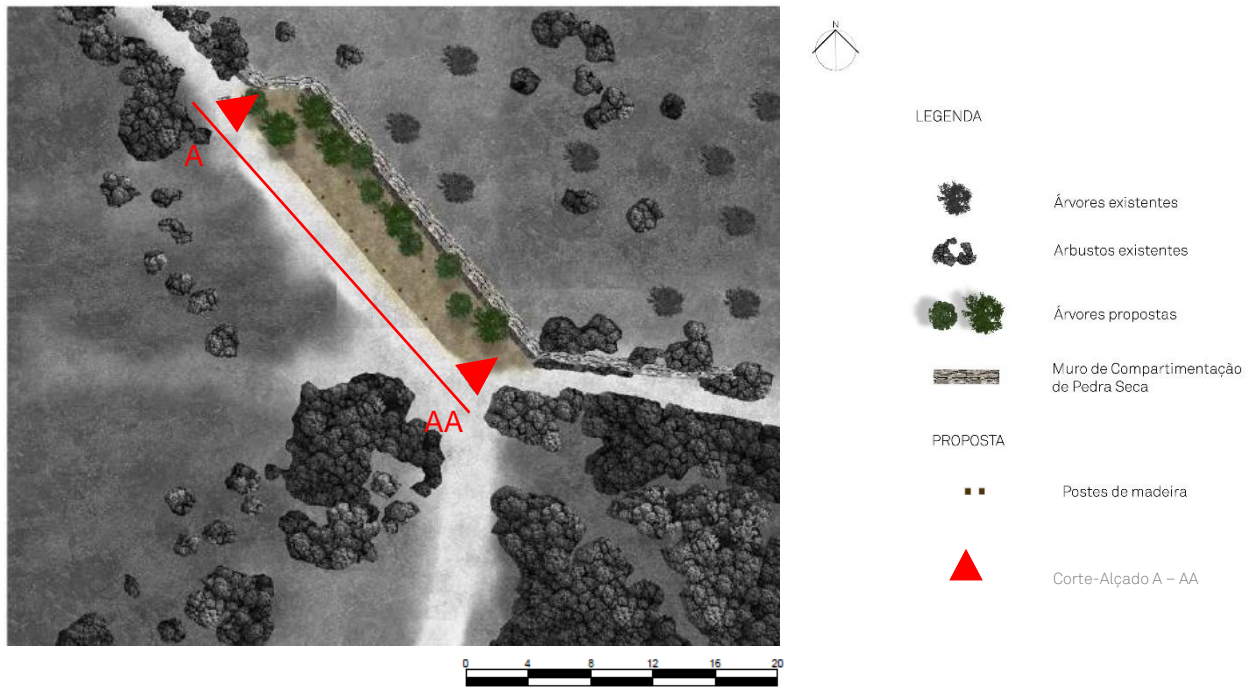 A
AA
N
LEGENDA
Árvores existentes
Arbustos existentes
Árvores propostas
Muro de Compartimentação
de Pedra Seca
PROPOSTA
Postes de madeira
Corte-Alçado A – AA
0 4 8 12 16 20